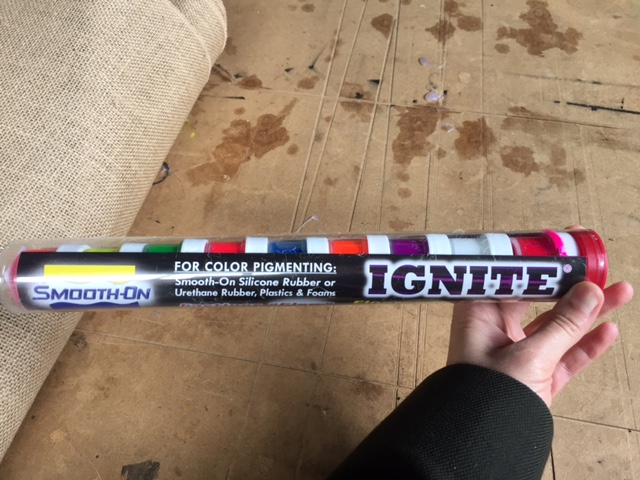 SMOOTH-ON
FOR COLOR PIGMENTING:
Smooth-On Silicone Rubber or
Urethane Rubber, Plastics & Foams
IGNITE®